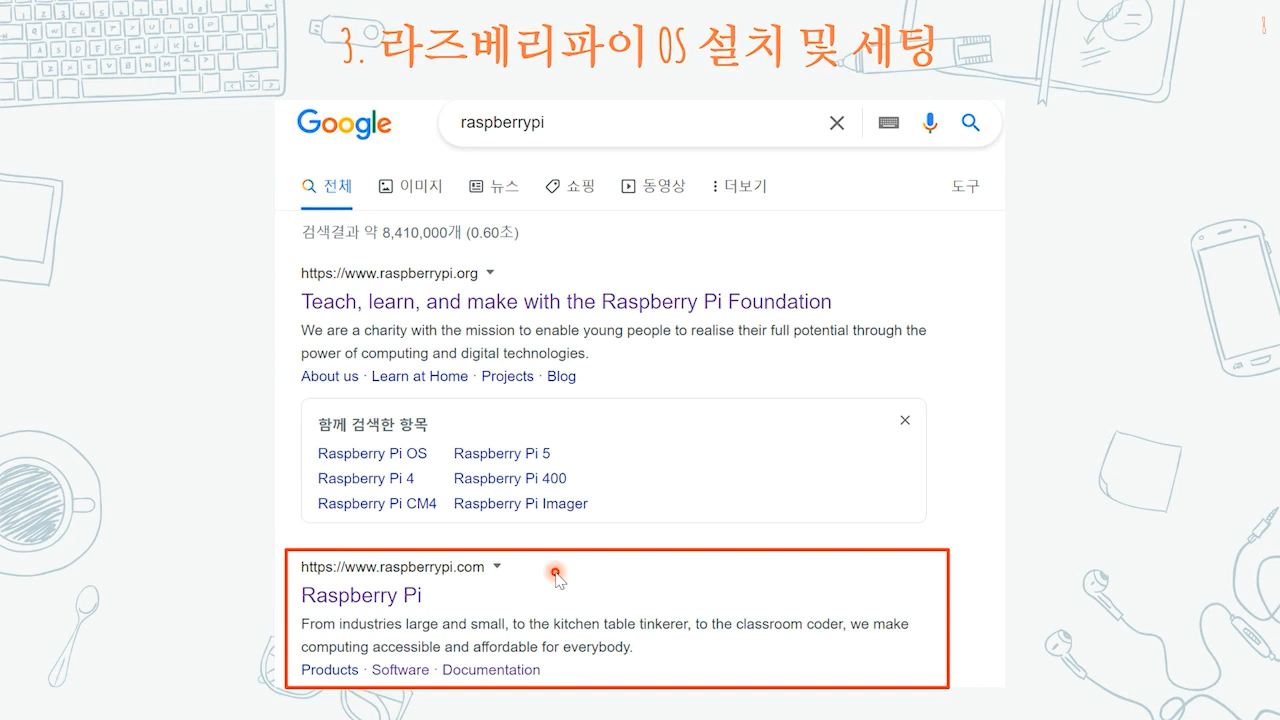 3. 라즈베리파이 OS 설치 및 세팅
Google
raspberrypi
전체 이미지 뉴스 쇼핑 동영상 더보기 도구
검색결과 약 8,410,000개 (0.60초)
https://www.raspberrypi.org
Teach, learn, and make with the Raspberry Pi Foundation
We are a charity with the mission to enable young people to realise their full potential through the
power of computing and digital technologies.
About us · Learn at Home · Projects · Blog
함께 검색한 항목
Raspberry Pi OS Raspberry Pi 5
Raspberry Pi 4 Raspberry Pi 400
Raspberry Pi CM4 Raspberry Pi Imager
https://www.raspberrypi.com
Raspberry Pi
From industries large and small, to the kitchen table tinkerer, to the classroom coder, we make
computing accessible and affordable for everybody.
Products · Software · Documentation